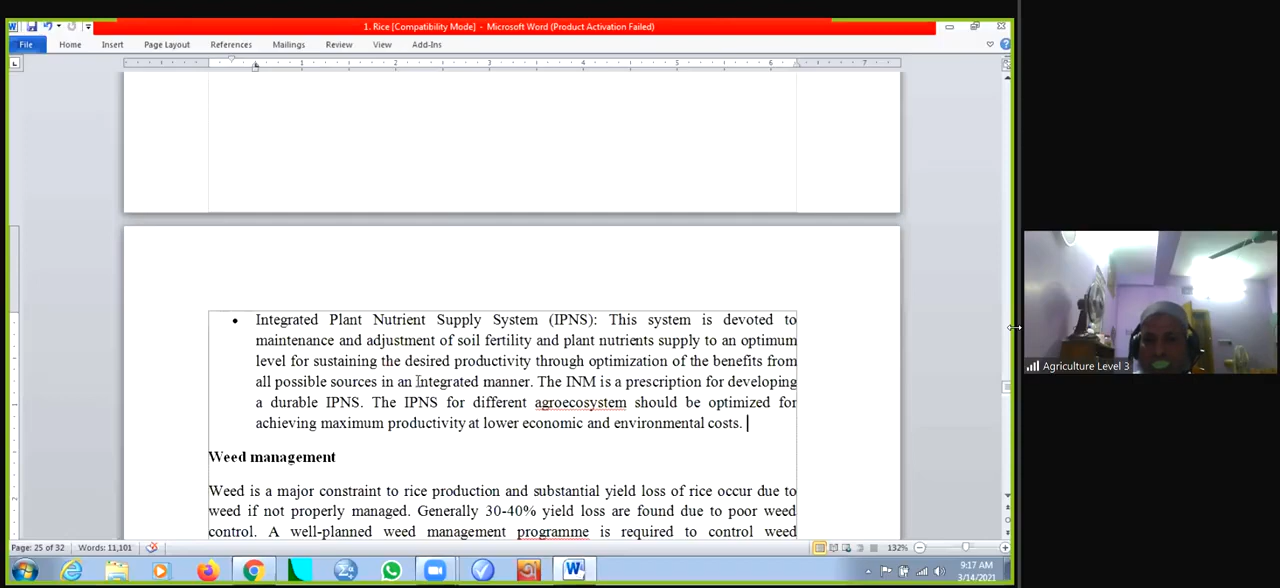 1. Rice [Compatibility Mode] - Microsoft Word (Product Activation Failed)
File Home Insert Page Layout References Mailings Review View Add-Ins
1 2 3 4 5 6 7
• Integrated Plant Nutrient Supply System (IPNS): This system is devoted to
maintenance and adjustment of soil fertility and plant nutrients supply to an optimum
level for sustaining the desired productivity through optimization of the benefits from
all possible sources in an integrated manner. The INM is a prescription for developing
a durable IPNS. The IPNS for different agroecosystem should be optimized for
achieving maximum productivity at lower economic and environmental costs.
Weed management
Weed is a major constraint to rice production and substantial yield loss of rice occur due to
weed if not properly managed. Generally 30-40% yield loss are found due to poor weed
control. A well-planned weed management programme is required to control weed
Agriculture Level 3
Page: 25 of 32 Words: 11,101 132%
9:17 AM
3/14/2021